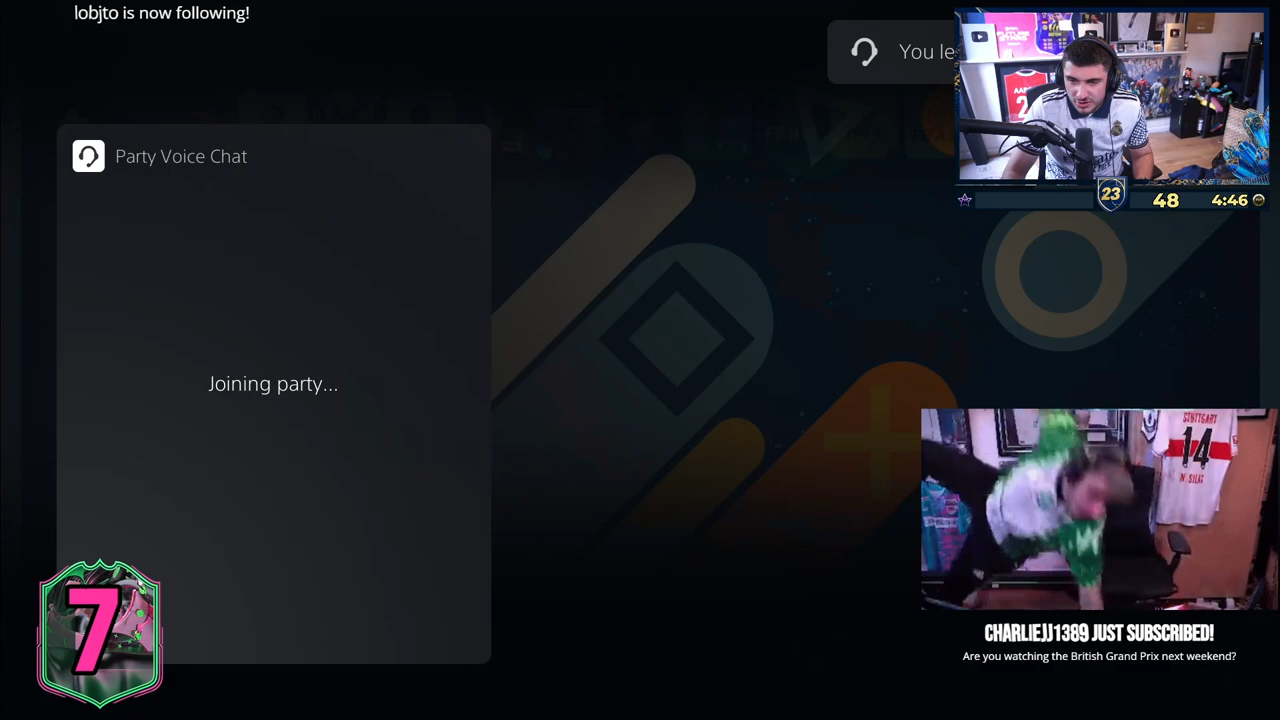 lobjto is now following!
You le
Party Voice Chat
23
48
4:46
Joining party...
STUTTGART
14
7
CHARLIEJJ1389 JUST SUBSCRIBED!
Are you watching the British Grand Prix next weekend?